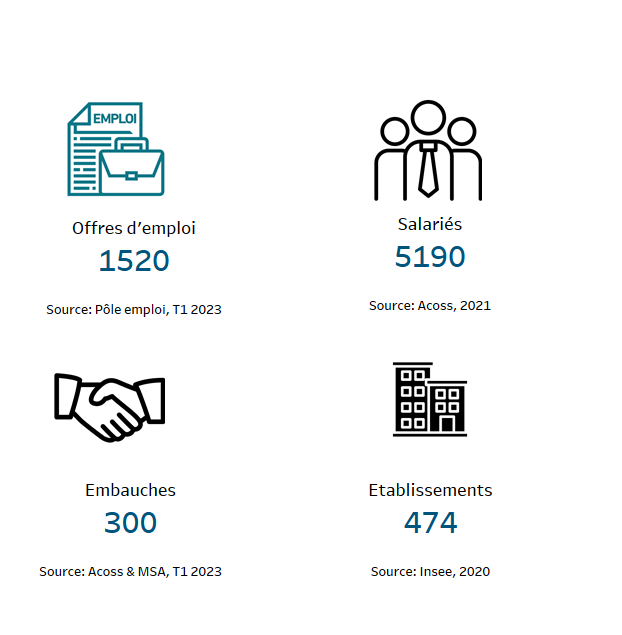 EMPLOI
Offres d'emploi
1520
Source: Pôle emploi, T1 2023
Salariés
5190
Source: Acoss, 2021
Embauches
300
Source: Acoss & MSA, T1 2023
Etablissements
474
Source: Insee, 2020